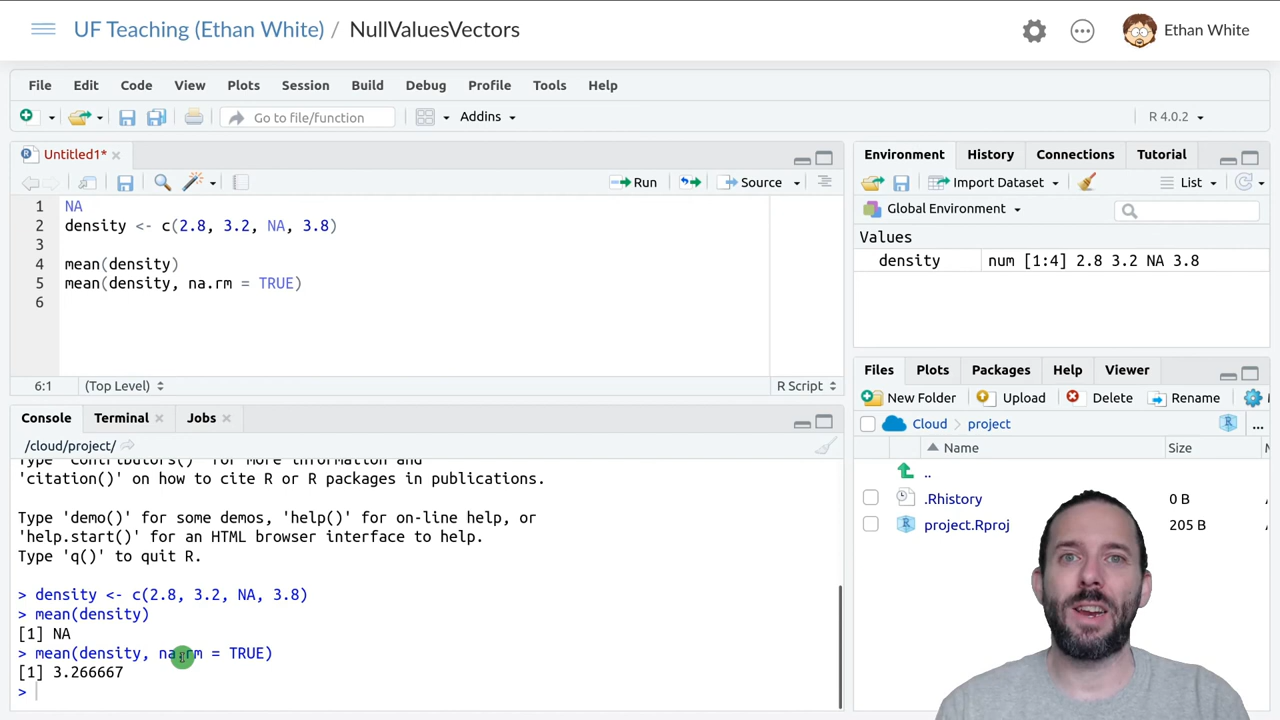 UF Teaching (Ethan White) / NullValuesVectors
Ethan White
File Edit Code View Plots Session Build Debug Profile Tools Help
Go to file/function
Addins
R 4.0.2
Untitled1*
Run
Source
1 NA
2 density <- c(2.8, 3.2, NA, 3.8)
3
4 mean(density)
5 mean(density, na.rm = TRUE)
6
6:1 (Top Level) R Script
Console Terminal Jobs
/cloud/project/
Type 'contributors()' for more information and
'citation()' on how to cite R or R packages in publications.
Type 'demo()' for some demos, 'help()' for on-line help, or
'help.start()' for an HTML browser interface to help.
Type 'q()' to quit R.
> density <- c(2.8, 3.2, NA, 3.8)
> mean(density)
[1] NA
> mean(density, na.rm = TRUE)
[1] 3.266667
>
Environment History Connections Tutorial
Import Dataset
List
Global Environment
Values
density num [1:4] 2.8 3.2 NA 3.8
Files Plots Packages Help Viewer
New Folder Upload Delete Rename
Cloud project ...
Name Size
..
.Rhistory 0 B
project.Rproj 205 B